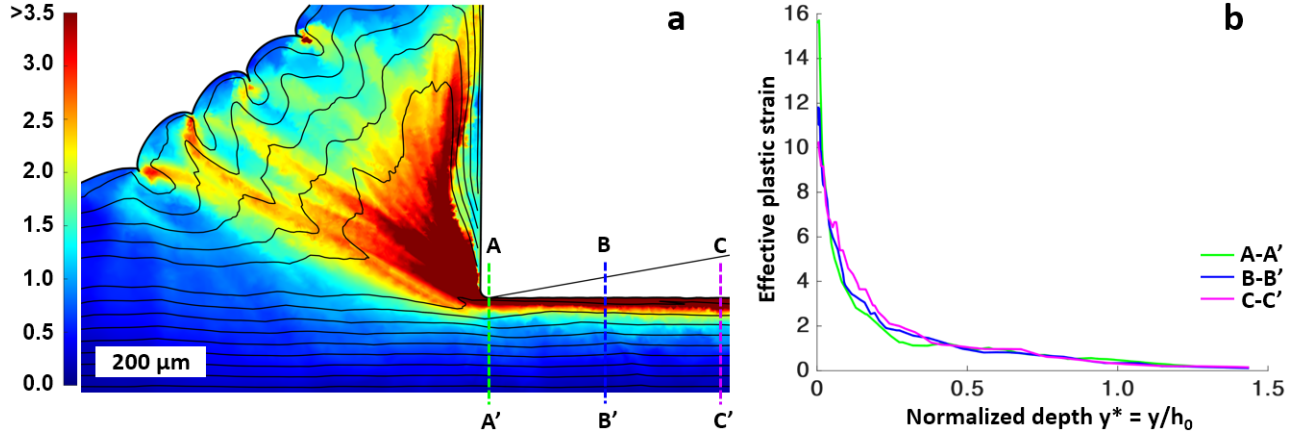 >3.5
3.0
2.5
2.0
1.5
1.0
0.5
0.0
a
200 µm
A
B
C
A’
B’
C’
b
Effective plastic strain
16
14
12
10
8
6
4
2
0
0
0.5
1.0
1.5
Normalized depth y* = y/h₀
A-A’
B-B’
C-C’